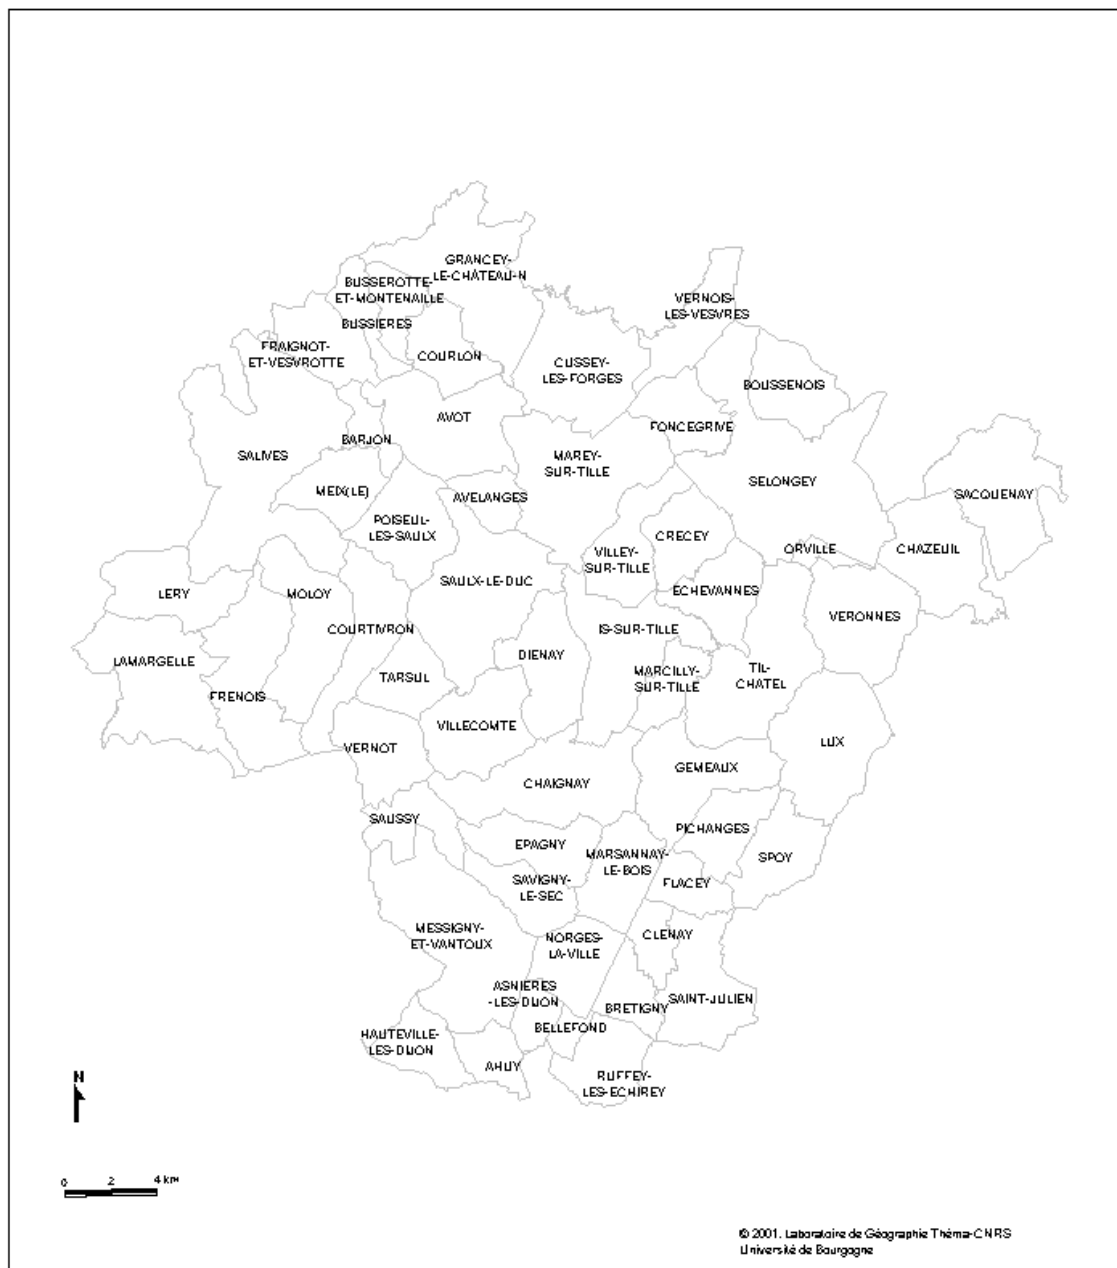 GRANCEY-
LE-CHÂTEAU-N
BUSSEROTTE-
ET-MONTENAILLE
VERNOIS-
LES-VESVRES
BUSSIERES
FRAIGNOT-
ET-VESVROTTE
COURLON
CUSSEY-
LES-FORGES
BOUSSENOIS
AVOT
FONCEGRIVE
BARJON
SALIVES
MAREY-
SUR-TILLE
SELONGEY
MEIX(LE)
AVELANGES
SACQUENAY
POISEUL-
LES-SAULX
CRECEY
VILLEY-
SUR-TILLE
ORVILLE
CHAZEUIL
SAULX-LE-DUC
ECHEVANNES
LERY
MOLOY
VERONNES
COURTIVRON
IS-SUR-TILLE
DIENAY
LAMARGELLE
TARSUL
MARCILLY-
SUR-TILLE
TIL-
CHATEL
FRENOIS
VILLECOMTE
VERNOT
LUX
GEMEAUX
CHAIGNAY
SAUSSY
PICHANGES
EPAGNY
MARSANNAY-
LE-BOIS
SPOY
SAVIGNY-
LE-SEC
FLACEY
MESSIGNY-
ET-VANTOUX
NORGES-
LA-VILLE
CLENAY
ASNIERES
-LES-DIJON
SAINT-JULIEN
BRETIGNY
BELLEFOND
HAUTEVILLE-
LES-DIJON
AHUY
RUFFEY-
LES-ECHIREY
N
0 2 4 km
© 2001. Laboratoire de Géographie Théma-CNRS
Université de Bourgogne